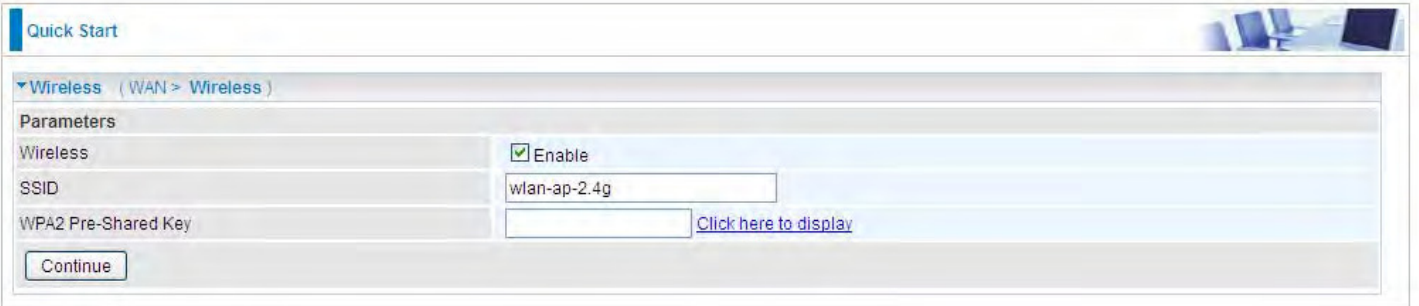 Quick Start
Wireless ( WAN > Wireless )
Parameters
Wireless Enable
SSID wlan-ap-2.4g
WPA2 Pre-Shared Key Click here to display
Continue